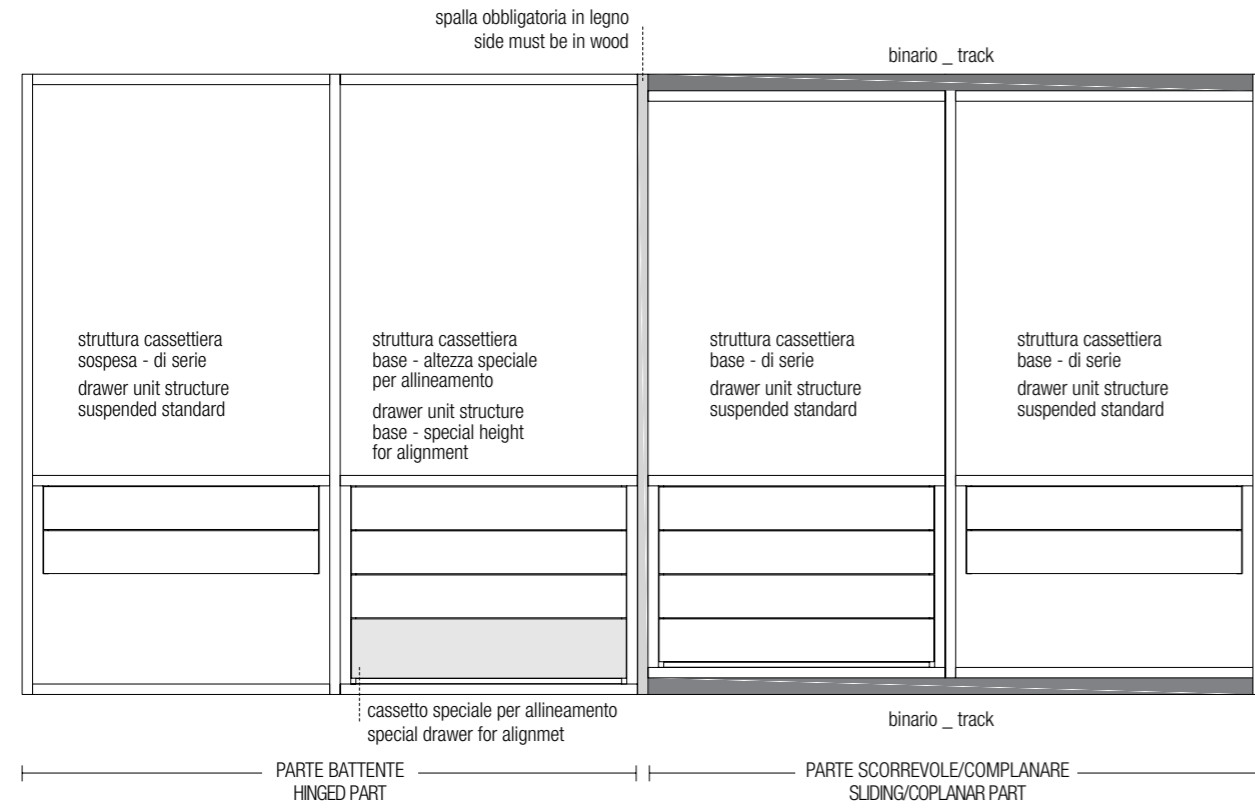 spalla obbligatoria in legno
side must be in wood
binario _ track
struttura cassettiera
sospesa - di serie
drawer unit structure
suspended standard
struttura cassettiera
base - altezza speciale
per allineamento
drawer unit structure
base - special height
for alignment
struttura cassettiera
base - di serie
drawer unit structure
suspended standard
struttura cassettiera
base - di serie
drawer unit structure
suspended standard
cassetto speciale per allineamento
special drawer for alignmet
binario _ track
PARTE BATTENTE
HINGED PART
PARTE SCORREVOLE/COMPLANARE
SLIDING/COPLANAR PART